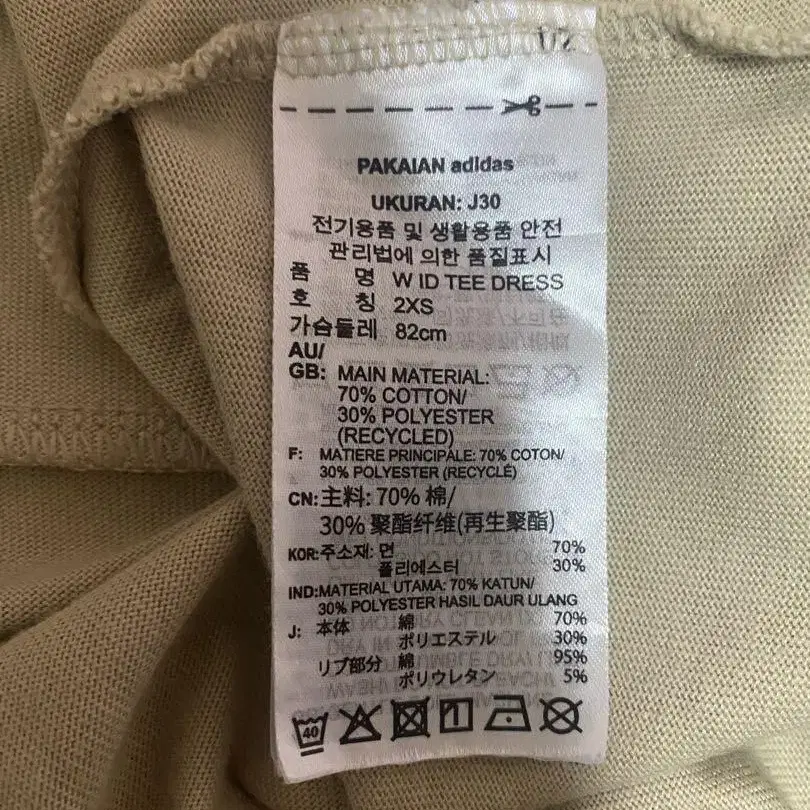 1/2
PAKAIAN adidas
UKURAN: J30
전기용품 및 생활용품 안전
관리법에 의한 품질표시
품 명 W ID TEE DRESS
호 칭 2XS
가슴둘레 82cm
AU/
GB: MAIN MATERIAL:
70% COTTON/
30% POLYESTER
(RECYCLED)
F: MATIERE PRINCIPALE: 70% COTON/
30% POLYESTER (RECYCLÉ)
CN:主料: 70% 棉/
30% 聚酯纤维(再生聚酯)
KOR:주소재: 면 70%
폴리에스터 30%
IND:MATERIAL UTAMA: 70% KATUN/
30% POLYESTER HASIL DAUR ULANG
J: 本体 綿 70%
ポリエステル 30%
リブ部分 綿 95%
ポリウレタン 5%
40